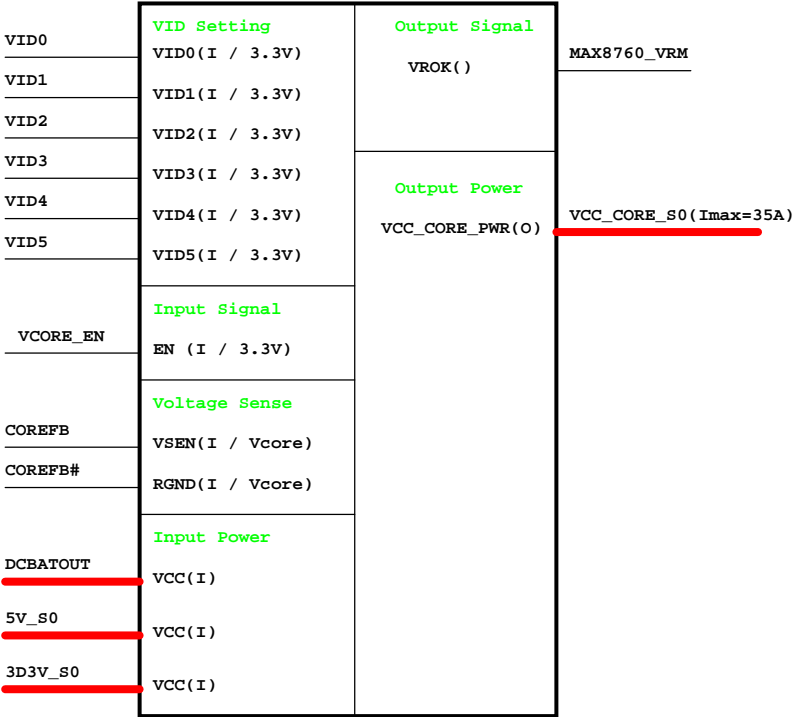 VID Setting
Output Signal
VID0
VID0(I / 3.3V)
MAX8760_VRM
VROK()
VID1
VID1(I / 3.3V)
VID2
VID2(I / 3.3V)
VID3
VID3(I / 3.3V)
Output Power
VID4
VID4(I / 3.3V)
VCC_CORE_S0(Imax=35A)
VCC_CORE_PWR(O)
VID5
VID5(I / 3.3V)
Input Signal
VCORE_EN
EN (I / 3.3V)
Voltage Sense
COREFB
VSEN(I / Vcore)
COREFB#
RGND(I / Vcore)
Input Power
DCBATOUT
VCC(I)
5V_S0
VCC(I)
3D3V_S0
VCC(I)